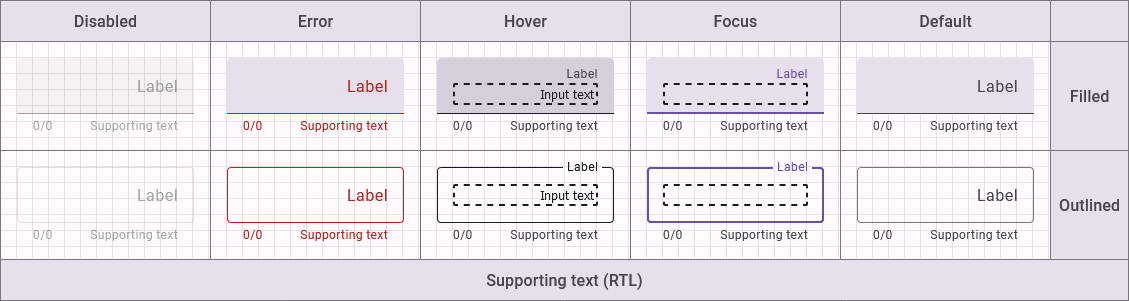 Disabled Error Hover Focus Default
Label Label Label Label Label Filled
Input text
0/0 Supporting text 0/0 Supporting text 0/0 Supporting text 0/0 Supporting text 0/0 Supporting text
Label Label Label Label Label Outlined
Input text
0/0 Supporting text 0/0 Supporting text 0/0 Supporting text 0/0 Supporting text 0/0 Supporting text
Supporting text (RTL)